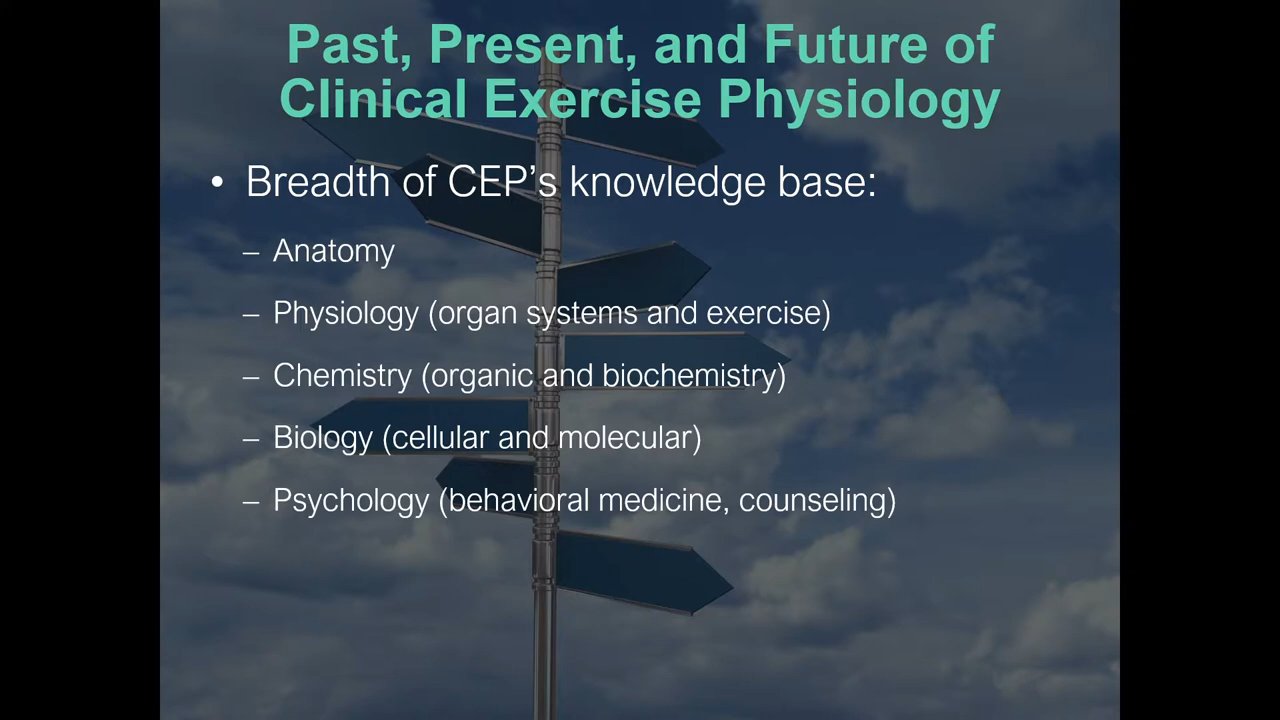 Past, Present, and Future of
Clinical Exercise Physiology
• Breadth of CEP’s knowledge base:
– Anatomy
– Physiology (organ systems and exercise)
– Chemistry (organic and biochemistry)
– Biology (cellular and molecular)
– Psychology (behavioral medicine, counseling)